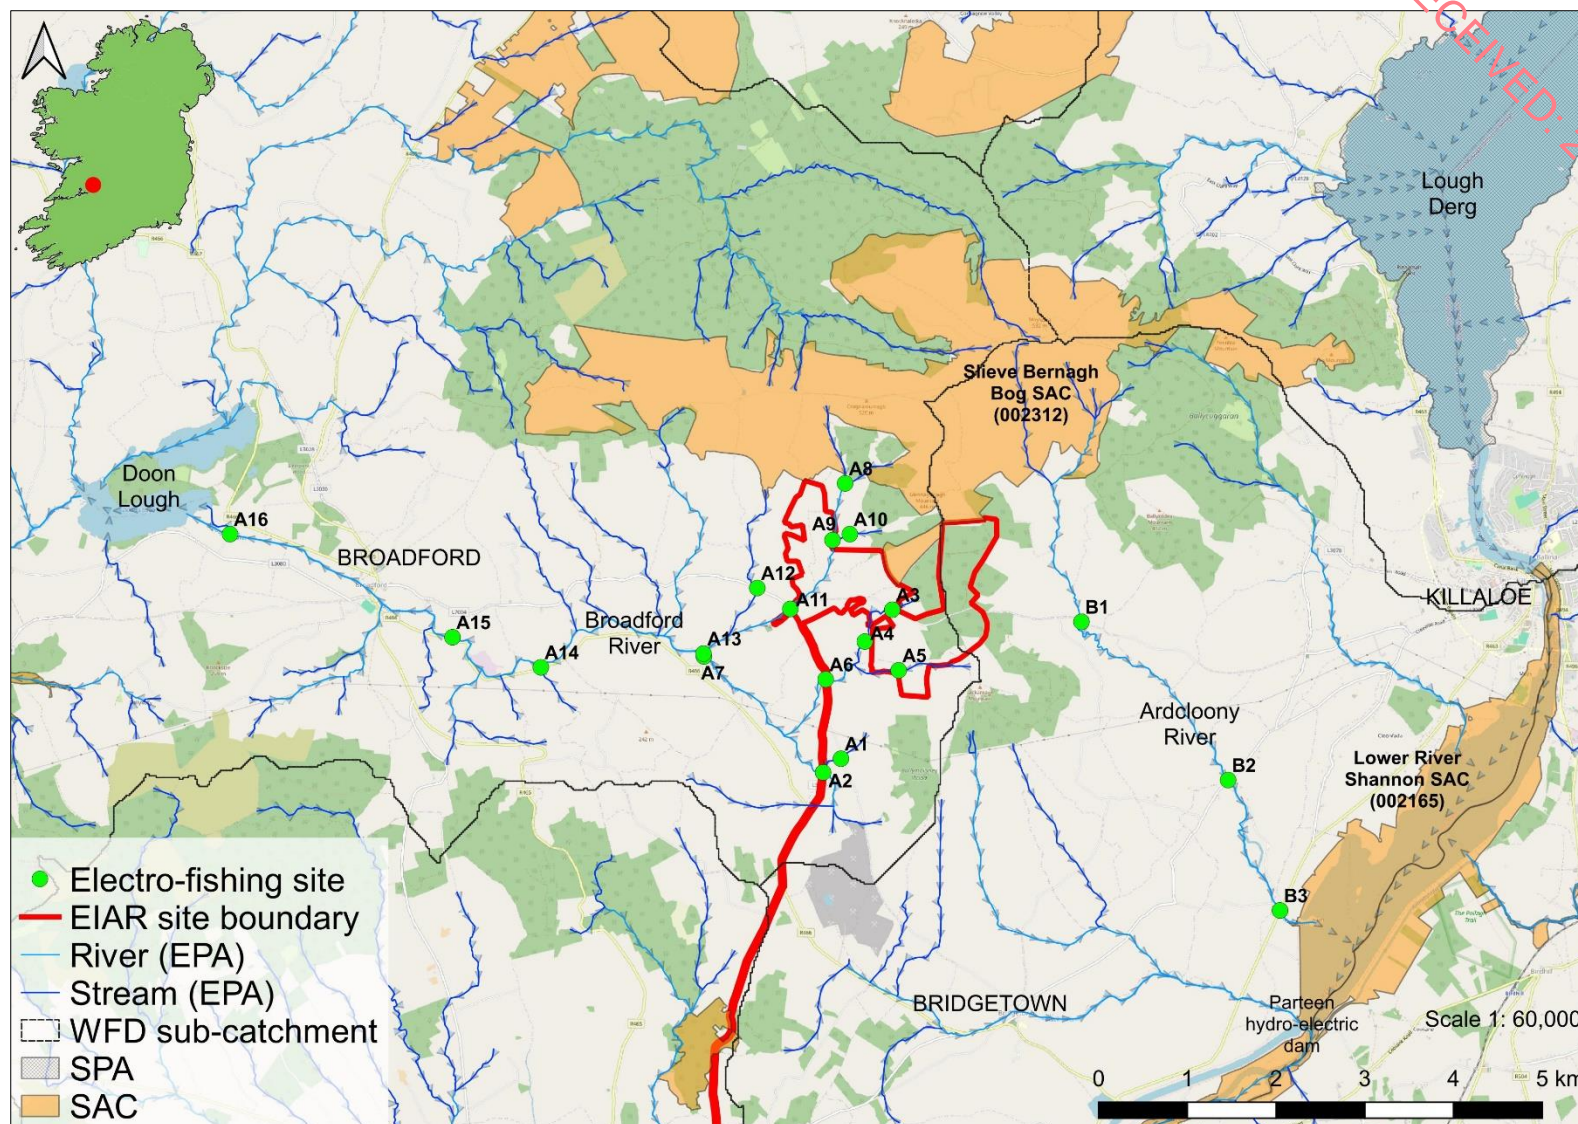 RECEIVED: 2
Lough
Derg
Slieve Bernagh
Bog SAC
(002312)
Doon
Lough
A8
A16
A9
A10
BROADFORD
A12
KILLALOE
A11
A3
B1
Broadford
River
A15
A4
A14
A13
A7
A6
A5
Ardcloony
River
A1
A2
B2
Lower River
Shannon SAC
(002165)
B3
Electro-fishing site
EIAR site boundary
River (EPA)
Stream (EPA)
WFD sub-catchment
SPA
SAC
BRIDGETOWN
Parteen
hydro-electric
dam
Scale 1: 60,000
0 1 2 3 4 5 km